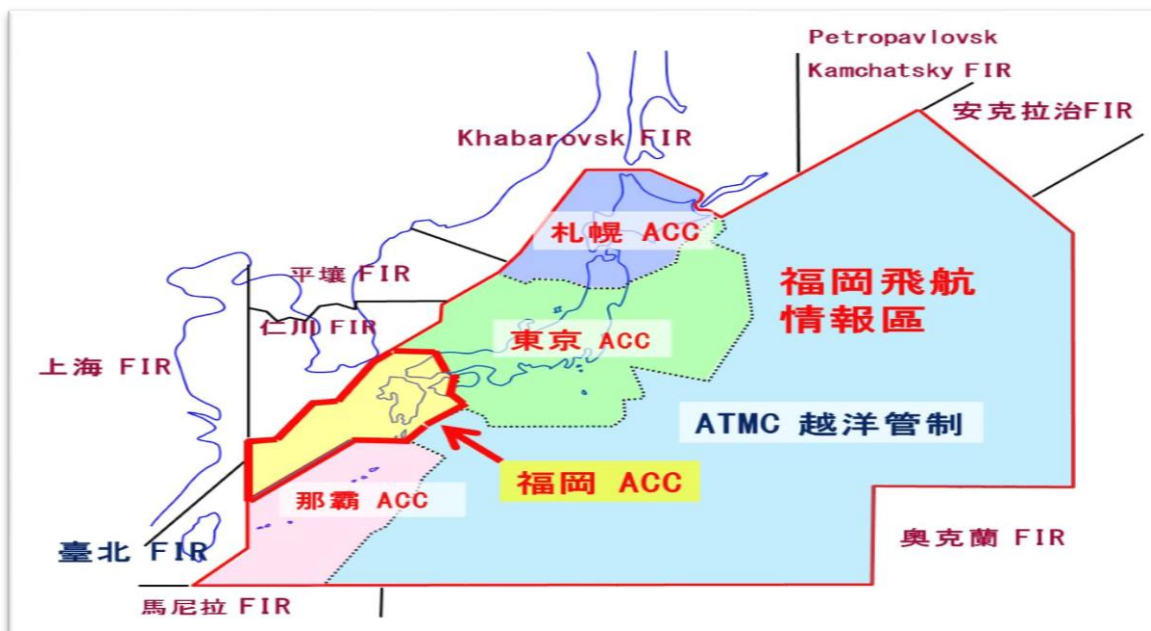 Petropavlovsk
Kamchatsky FIR
安克拉治FIR
Khabarovsk FIR
札幌 ACC
平壤 FIR
福岡飛航
情報區
仁川 FIR
東京 ACC
上海 FIR
ATMC 越洋管制
福岡 ACC
那霸 ACC
奧克蘭 FIR
臺北 FIR
馬尼拉 FIR